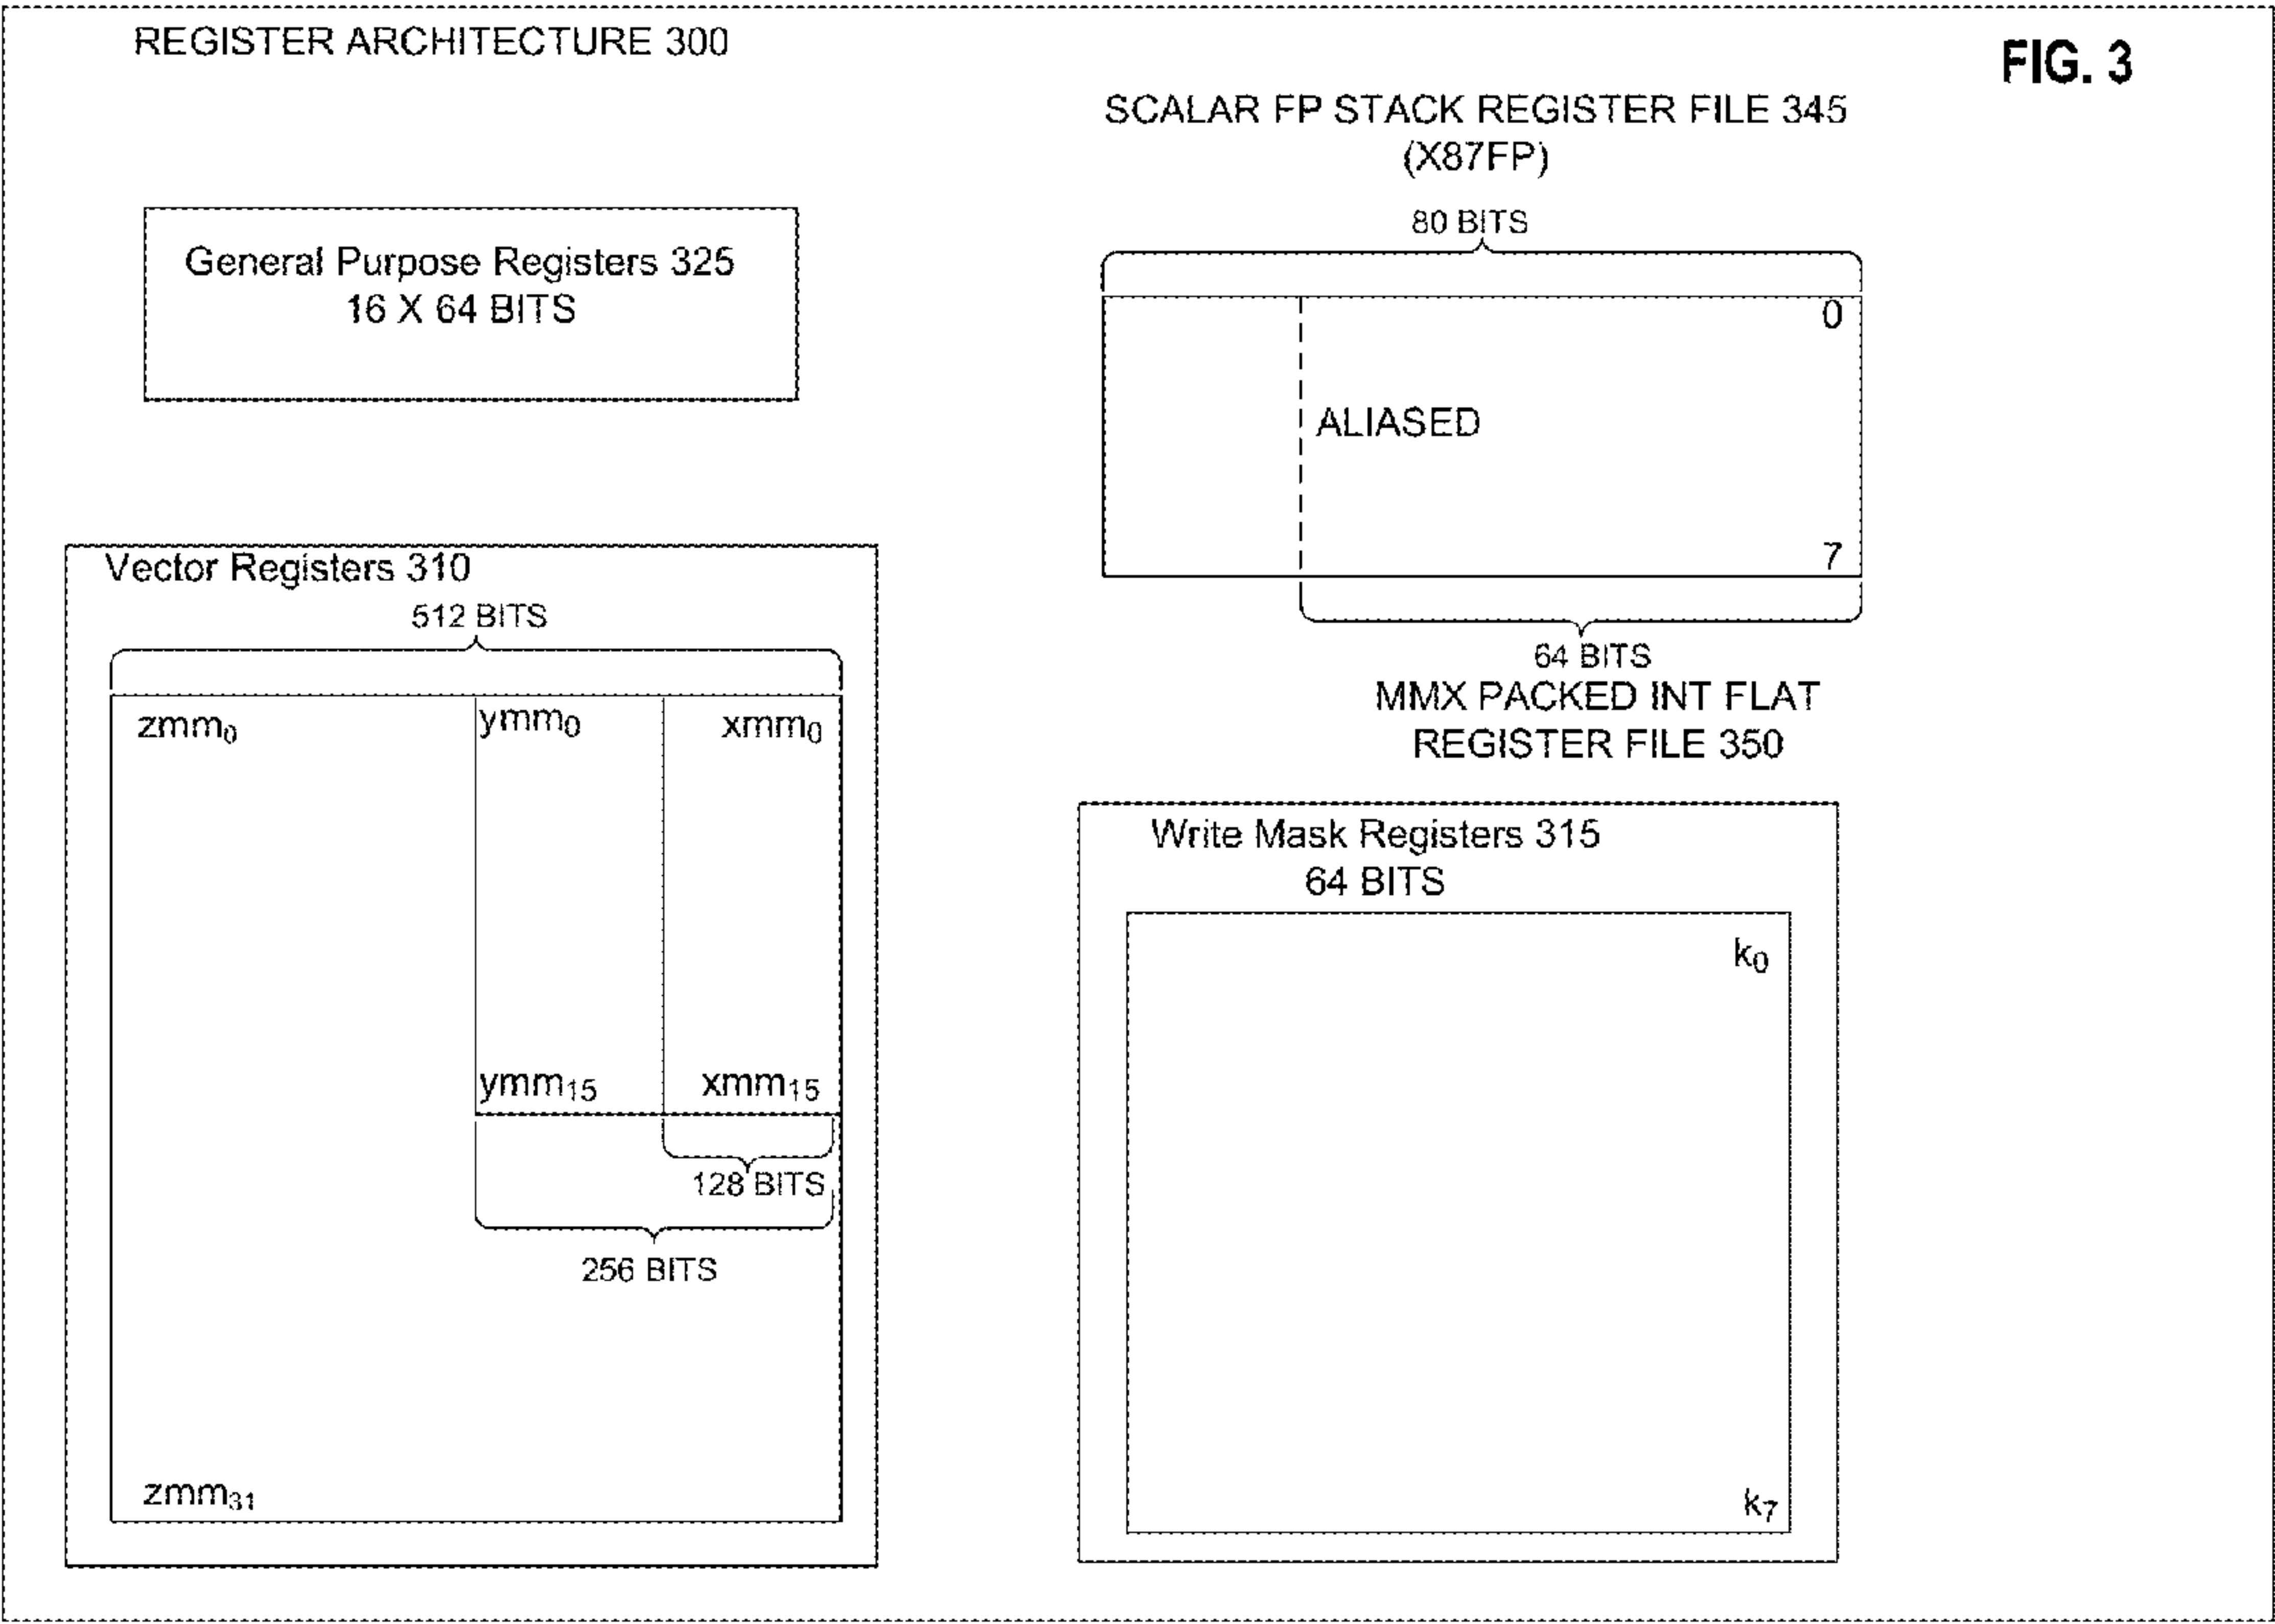 REGISTER ARCHITECTURE 300
FIG. 3
SCALAR FP STACK REGISTER FILE 345
(X87FP)
80 BITS
General Purpose Registers 325
16 X 64 BITS
0
ALIASED
7
64 BITS
MMX PACKED INT FLAT
REGISTER FILE 350
Vector Registers 310
512 BITS
zmm0 ymm0 xmm0
ymm15 xmm15
128 BITS
256 BITS
zmm31
Write Mask Registers 315
64 BITS
k0
k7